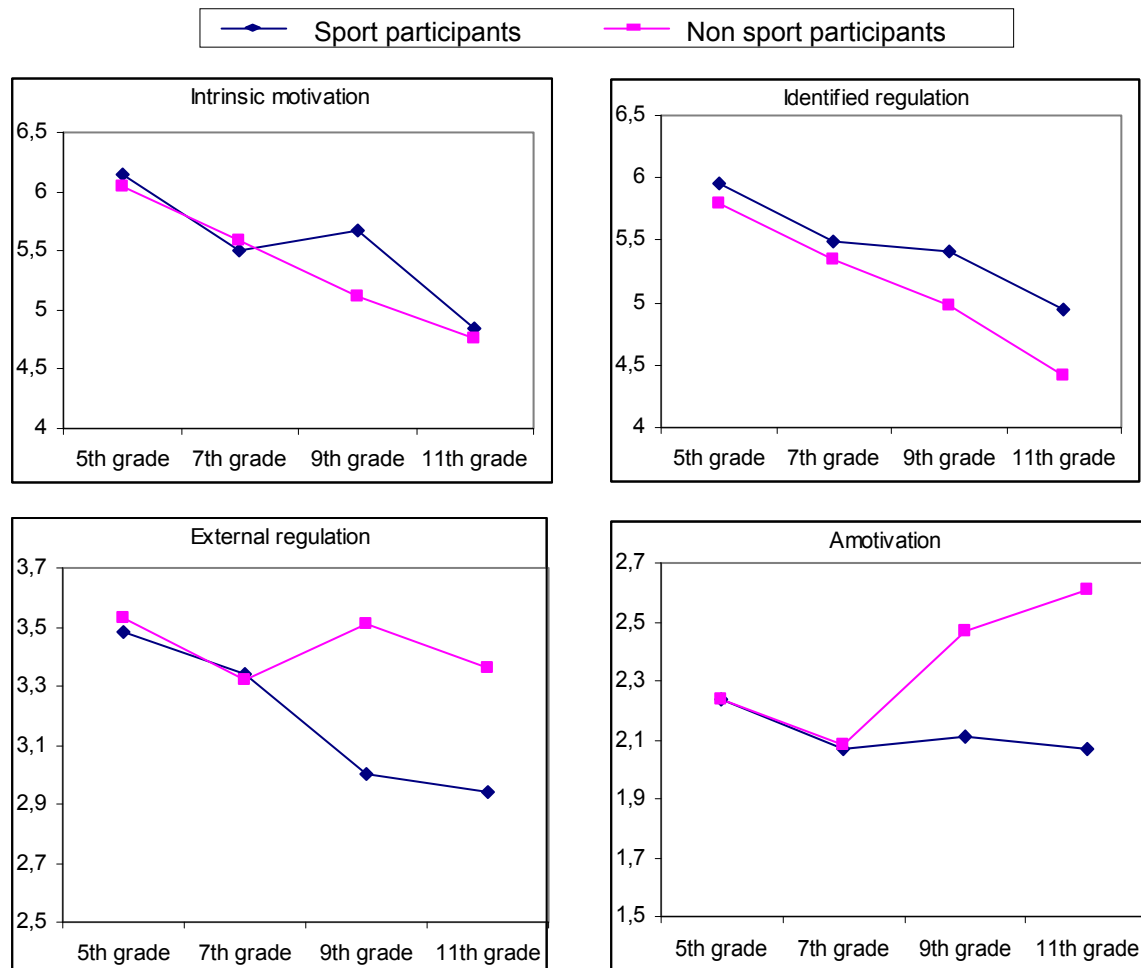 Sport participants Non sport participants
Intrinsic motivation
6,5
6
5,5
5
4,5
4
5th grade 7th grade 9th grade 11th grade
Identified regulation
6,5
6
5,5
5
4,5
4
5th grade 7th grade 9th grade 11th grade
External regulation
3,7
3,5
3,3
3,1
2,9
2,7
2,5
5th grade 7th grade 9th grade 11th grade
Amotivation
2,7
2,5
2,3
2,1
1,9
1,7
1,5
5th grade 7th grade 9th grade 11th grade